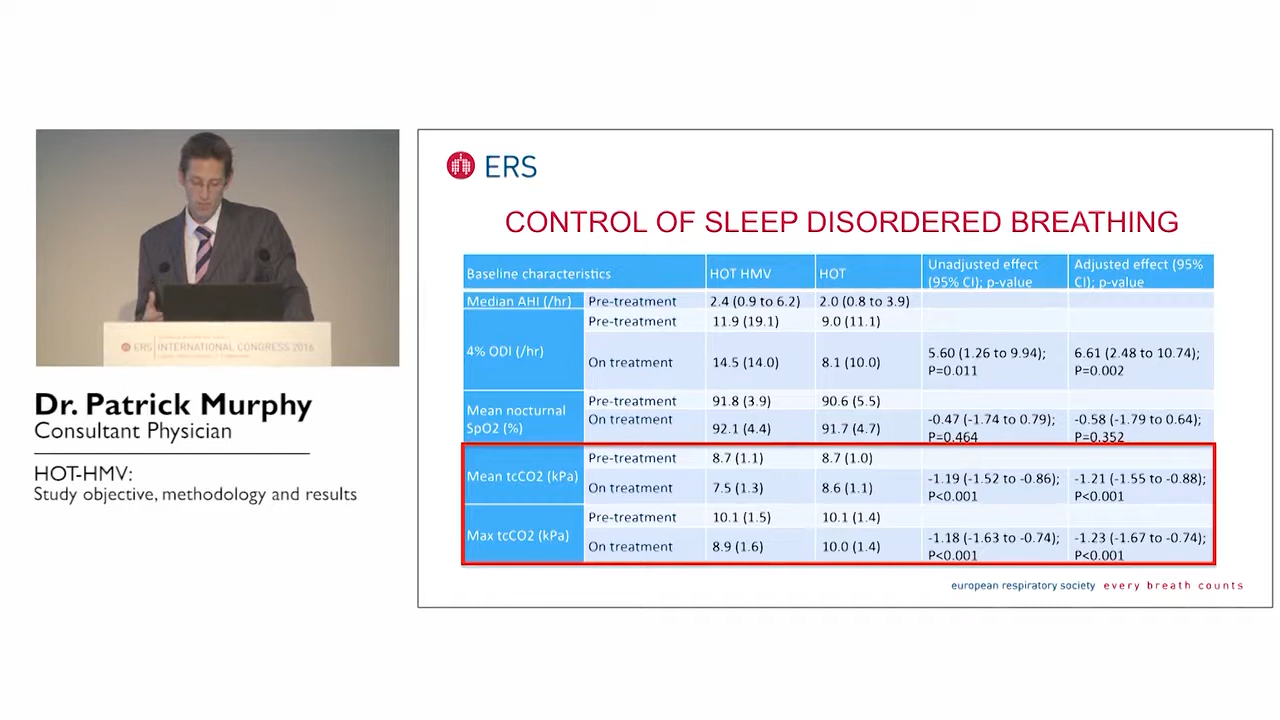 ERS
CONTROL OF SLEEP DISORDERED BREATHING
Baseline characteristics HOT HMV HOT Unadjusted effect (95% CI); p-value Adjusted effect (95% CI); p-value
Median AHI (/hr) Pre-treatment 2.4 (0.9 to 6.2) 2.0 (0.8 to 3.9)
4% ODI (/hr) Pre-treatment 11.9 (19.1) 9.0 (11.1)
On treatment 14.5 (14.0) 8.1 (10.0) 5.60 (1.26 to 9.94); P=0.011 6.61 (2.48 to 10.74); P=0.002
Mean nocturnal SpO2 (%) Pre-treatment 91.8 (3.9) 90.6 (5.5)
On treatment 92.1 (4.4) 91.7 (4.7) -0.47 (-1.74 to 0.79); P=0.464 -0.58 (-1.79 to 0.64); P=0.352
Mean tcCO2 (kPa) Pre-treatment 8.7 (1.1) 8.7 (1.0)
On treatment 7.5 (1.3) 8.6 (1.1) -1.19 (-1.52 to -0.86); P<0.001 -1.21 (-1.55 to -0.88); P<0.001
Max tcCO2 (kPa) Pre-treatment 10.1 (1.5) 10.1 (1.4)
On treatment 8.9 (1.6) 10.0 (1.4) -1.18 (-1.63 to -0.74); P<0.001 -1.23 (-1.67 to -0.74); P<0.001
european respiratory society every breath counts
ERS INTERNATIONAL CONGRESS 2016
Dr. Patrick Murphy
Consultant Physician
HOT-HMV:
Study objective, methodology and results